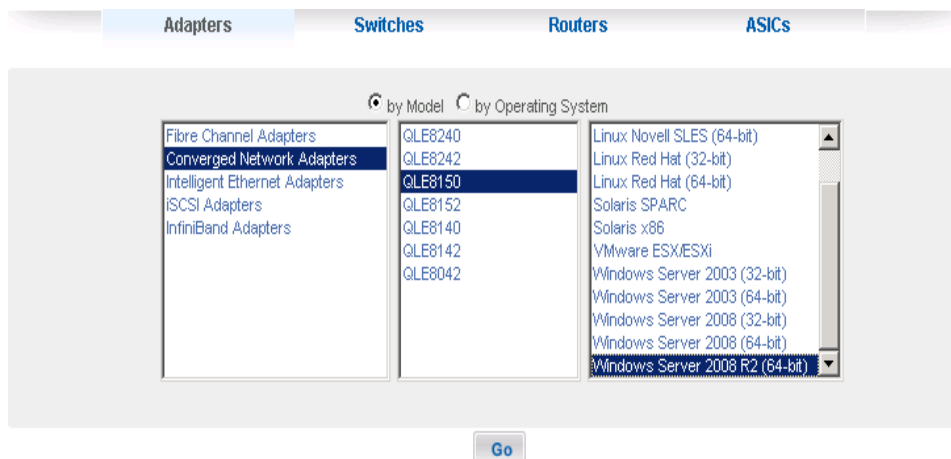 Adapters Switches Routers ASICs
by Model by Operating System
Fibre Channel Adapters
Converged Network Adapters
Intelligent Ethernet Adapters
iSCSI Adapters
InfiniBand Adapters
QLE8240
QLE8242
QLE8150
QLE8152
QLE8140
QLE8142
QLE8042
Linux Novell SLES (64-bit)
Linux Red Hat (32-bit)
Linux Red Hat (64-bit)
Solaris SPARC
Solaris x86
VMware ESX/ESXi
Windows Server 2003 (32-bit)
Windows Server 2003 (64-bit)
Windows Server 2008 (32-bit)
Windows Server 2008 (64-bit)
Windows Server 2008 R2 (64-bit)
Go